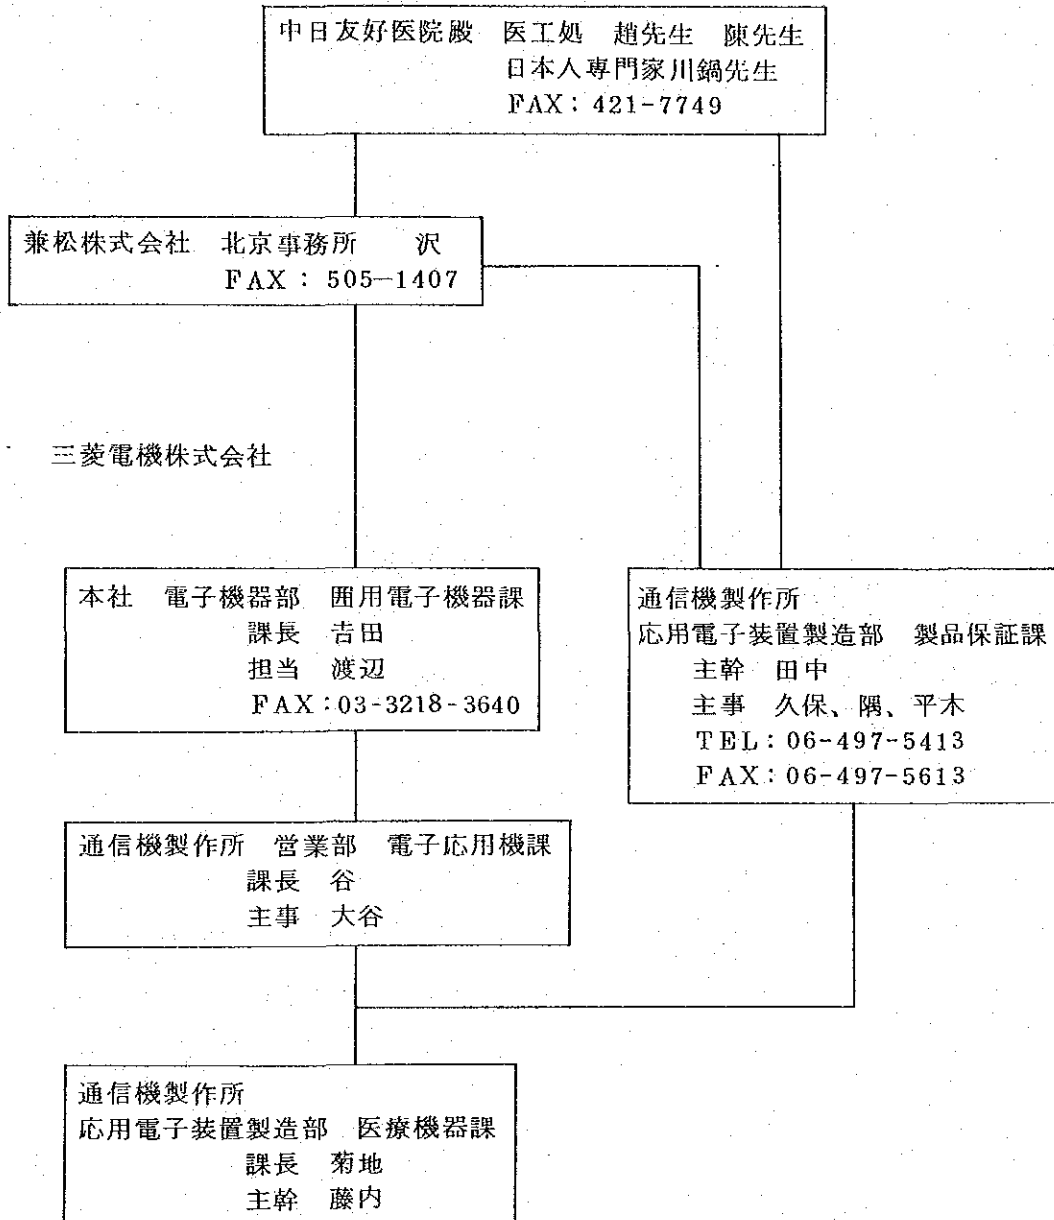 中日友好医院殿 医工処 趙先生 陳先生
日本人専門家川鍋先生
FAX：421-7749
兼松株式会社 北京事務所 沢
FAX：505-1407
三菱電機株式会社
本社 電子機器部 囲用電子機器課
課長 吉田
担当 渡辺
FAX：03-3218-3640
通信機製作所
応用電子装置製造部 製品保証課
主幹 田中
主事 久保、隅、平木
TEL：06-497-5413
FAX：06-497-5613
通信機製作所 営業部 電子応用機課
課長 谷
主事 大谷
通信機製作所
応用電子装置製造部 医療機器課
課長 菊地
主幹 藤内